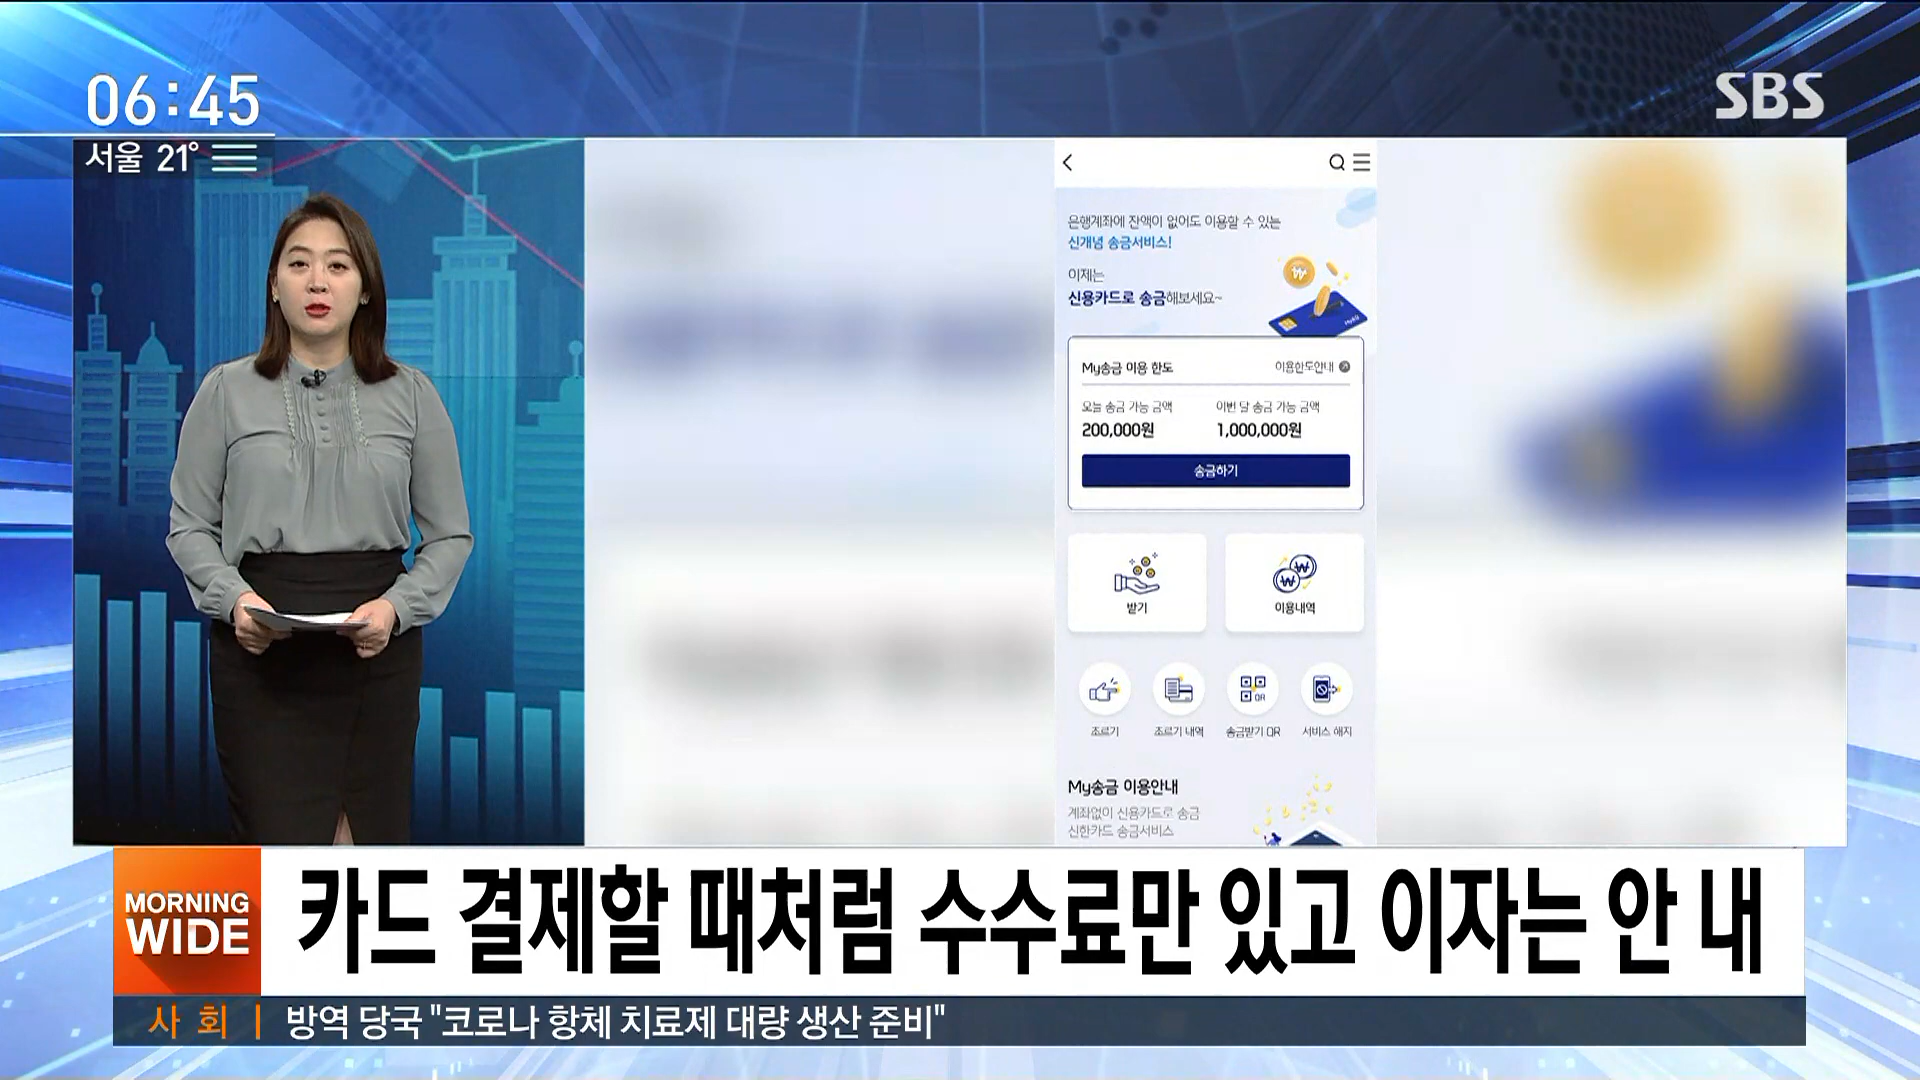 06:45
SBS
서울 21°
은행계좌에 잔액이 없어도 이용할 수 있는
신개념 송금서비스!
이제는
신용카드로 송금해보세요~
My송금 이용 한도
이용한도안내
오늘 송금 가능 금액
이번 달 송금 가능 금액
200,000원
1,000,000원
송금하기
받기
이용내역
조르기
조르기 내역
송금받기 QR
서비스 해지
QR
My송금 이용안내
계좌없이 신용카드로 송금
신한카드 송금서비스
MORNING
WIDE
카드 결제할 때처럼 수수료만 있고 이자는 안 내
사 회 | 방역 당국 "코로나 항체 치료제 대량 생산 준비"